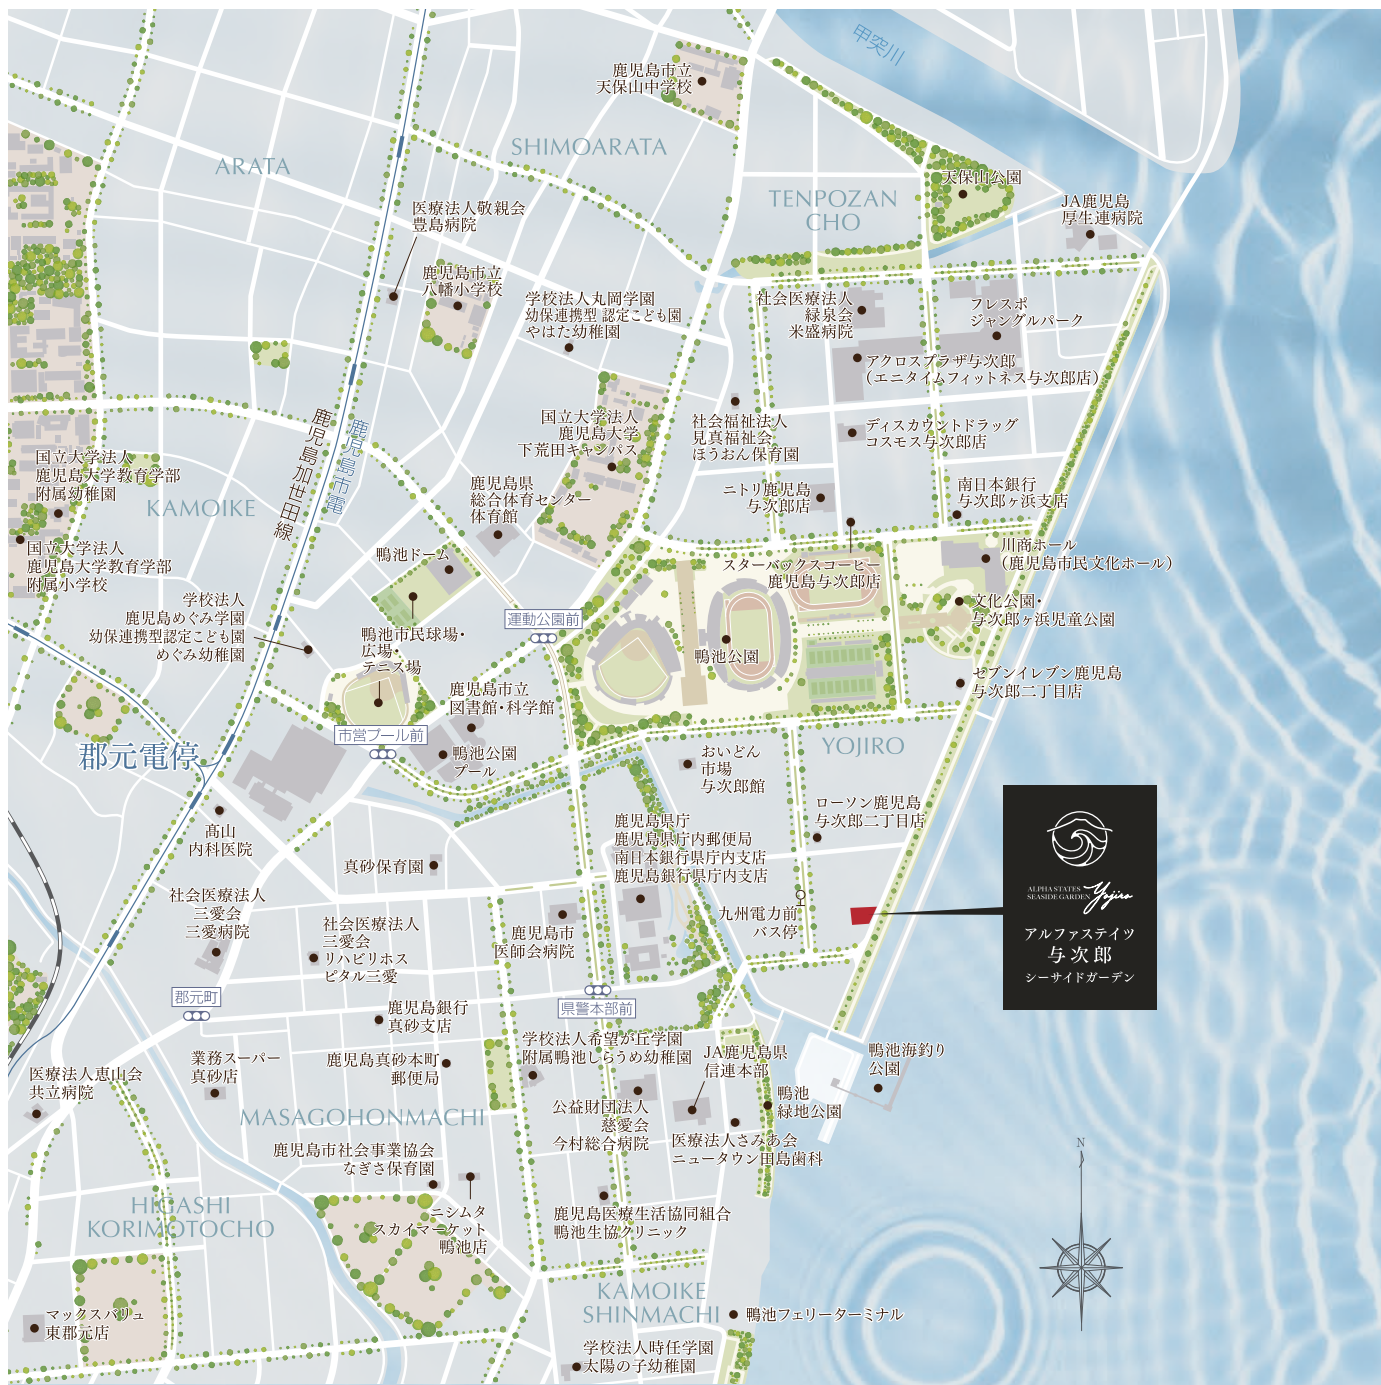 甲突川
鹿児島市立
天保山中学校
SHIMOARATA
ARATA
天保山公園
TENPOZAN
CHO
JA鹿児島
厚生連病院
医療法人敬親会
豊島病院
鹿児島市立
八幡小学校
学校法人丸岡学園
幼保連携型 認定こども園
やはた幼稚園
社会医療法人
緑泉会
米盛病院
フレスポ
ジャングルパーク
アクロスプラザ与次郎
（エニタイムフィットネス与次郎店）
国立大学法人
鹿児島大学
下荒田キャンパス
社会福祉法人
見真福祉会
ほうおん保育園
ディスカウントドラッグ
コスモス与次郎店
鹿児島加世田線
鹿児島市電
国立大学法人
鹿児島大学教育学部
附属幼稚園
KAMOIKE
鹿児島県
総合体育センター
体育館
ニトリ鹿児島
与次郎店
南日本銀行
与次郎ヶ浜支店
国立大学法人
鹿児島大学教育学部
附属小学校
鴨池ドーム
スターバックスコーヒー
鹿児島与次郎店
川商ホール
（鹿児島市民文化ホール）
学校法人
鹿児島めぐみ学園
幼保連携型認定こども園
めぐみ幼稚園
運動公園前
文化公園・
与次郎ヶ浜児童公園
鴨池市民球場・
広場・
テニス場
鴨池公園
セブンイレブン鹿児島
与次郎二丁目店
鹿児島市立
図書館・科学館
市営プール前
郡元電停
鴨池公園
プール
おいどん
市場
与次郎館
YOJIRO
ローソン鹿児島
与次郎二丁目店
髙山
内科医院
鹿児島県庁
鹿児島県庁内郵便局
南日本銀行県庁内支店
鹿児島銀行県庁内支店
真砂保育園
ALPHA STATES
SEASIDE GARDEN
Yojiro
アルファステイツ
与次郎
シーサイドガーデン
社会医療法人
三愛会
三愛病院
社会医療法人
三愛会
リハビリホス
ピタル三愛
鹿児島市
医師会病院
九州電力前
バス停
郡元町
鹿児島銀行
真砂支店
県警本部前
業務スーパー
真砂店
鹿児島真砂本町
郵便局
学校法人希望が丘学園
附属鴨池しらうめ幼稚園
JA鹿児島県
信連本部
鴨池海釣り
公園
医療法人恵山会
共立病院
MASAGOHONMACHI
公益財団法人
慈愛会
今村総合病院
鴨池
緑地公園
医療法人さみあ会
ニュータウン田島歯科
鹿児島市社会事業協会
なぎさ保育園
N
HIGASHI
KORIMOTOCHO
ニシムタ
スカイマーケット
鴨池店
鹿児島医療生活協同組合
鴨池生協クリニック
KAMOIKE
SHINMACHI
鴨池フェリーターミナル
マックスバリュ
東郡元店
学校法人時任学園
太陽の子幼稚園